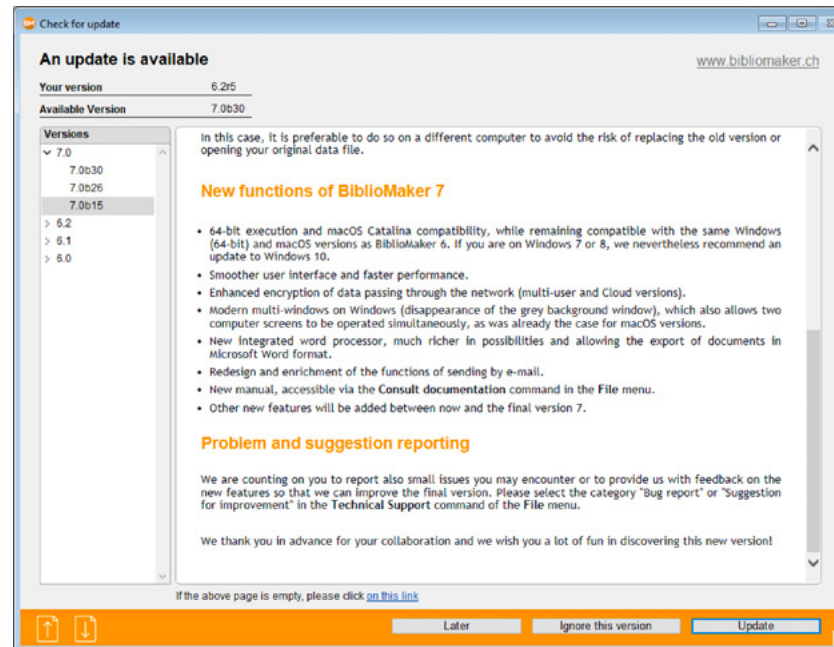 Check for update
An update is available
www.bibliomaker.ch
Your version 6.2r5
Available Version 7.0b30
Versions
7.0
7.0b30
7.0b26
7.0b15
6.2
6.1
6.0
In this case, it is preferable to do so on a different computer to avoid the risk of replacing the old version or
opening your original data file.
New functions of BiblioMaker 7
• 64-bit execution and macOS Catalina compatibility, while remaining compatible with the same Windows
(64-bit) and macOS versions as BiblioMaker 6. If you are on Windows 7 or 8, we nevertheless recommend an
update to Windows 10.
• Smoother user interface and faster performance.
• Enhanced encryption of data passing through the network (multi-user and Cloud versions).
• Modern multi-windows on Windows (disappearance of the grey background window), which also allows two
computer screens to be operated simultaneously, as was already the case for macOS versions.
• New integrated word processor, much richer in possibilities and allowing the export of documents in
Microsoft Word format.
• Redesign and enrichment of the functions of sending by e-mail.
• New manual, accessible via the Consult documentation command in the File menu.
• Other new features will be added between now and the final version 7.
Problem and suggestion reporting
We are counting on you to report also small issues you may encounter or to provide us with feedback on the
new features so that we can improve the final version. Please select the category "Bug report" or "Suggestion
for improvement" in the Technical Support command of the File menu.
We thank you in advance for your collaboration and we wish you a lot of fun in discovering this new version!
If the above page is empty, please click on this link
Later
Ignore this version
Update